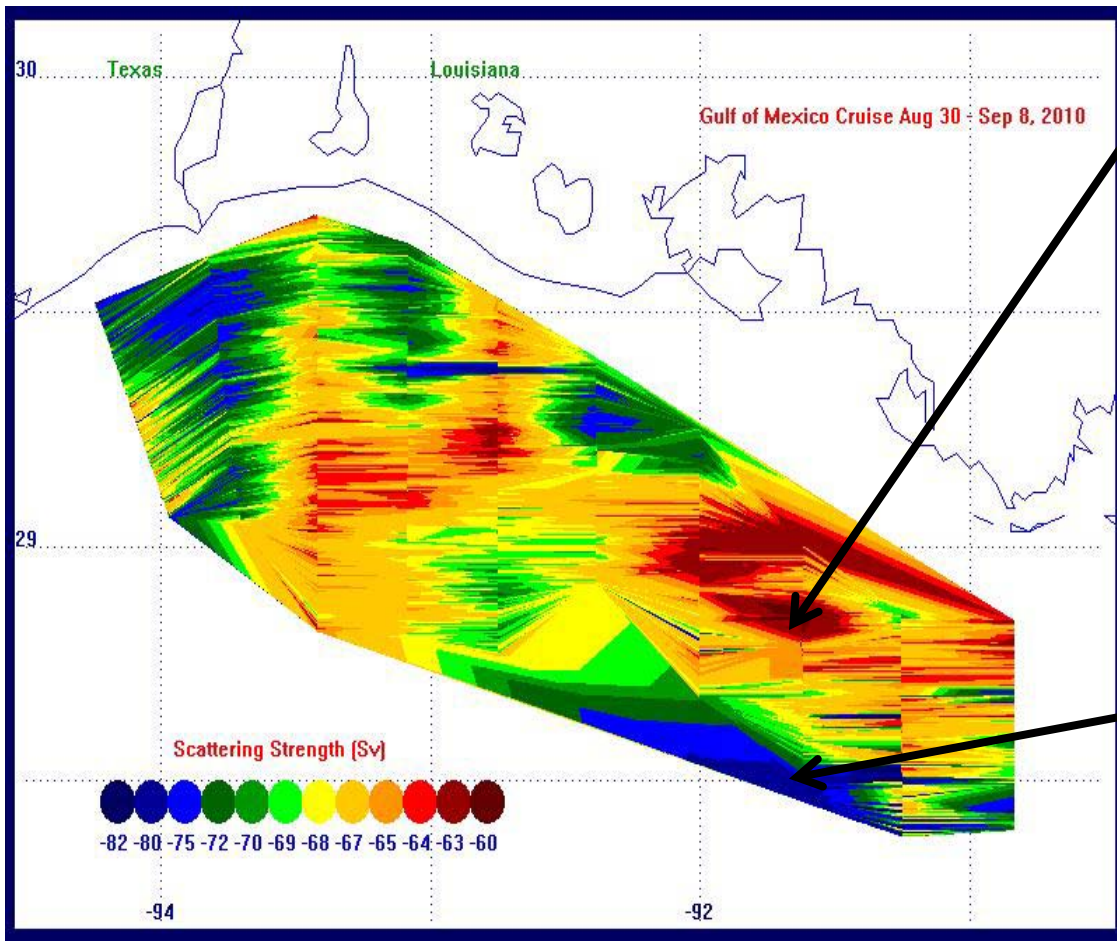 30
Texas
Louisiana
Gulf of Mexico Cruise Aug 30 - Sep 8, 2010
29
Scattering Strength (Sv)
-82 -80 -75 -72 -70 -69 -68 -67 -65 -64 -63 -60
-94
-92